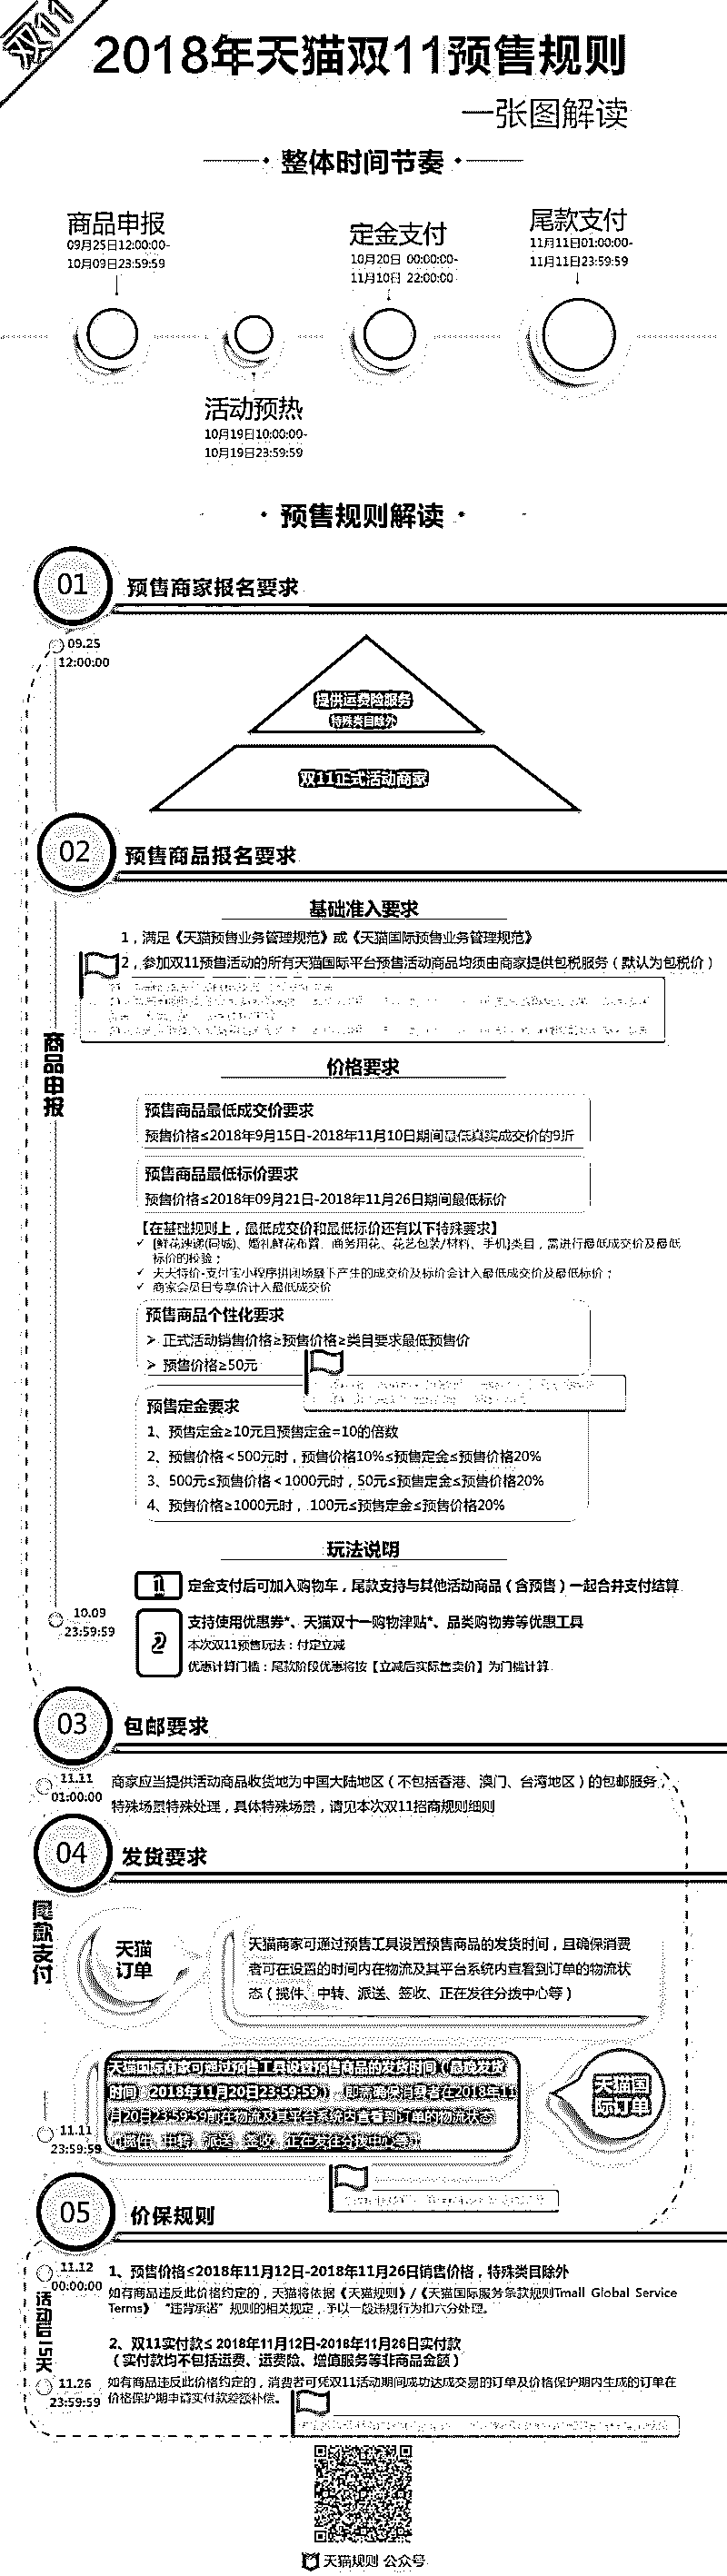 双11
2018年天猫双11预售规则
一张图解读
整体时间节奏
商品申报
09月25日12:00:00-
10月09日23:59:59
定金支付
10月20日 00:00:00-
11月10日 22:00:00
尾款支付
11月11日01:00:00-
11月11日23:59:59
活动预热
10月19日10:00:00-
10月19日23:59:59
预售规则解读
01
预售商家报名要求
09.25
12:00:00
提供运费险服务
特殊类目除外
双11正式活动商家
02
预售商品报名要求
基础准入要求
1，满足《天猫预售业务管理规范》或《天猫国际预售业务管理规范》
2，参加双11预售活动的所有天猫国际平台预售活动商品均须由商家提供包税服务（默认为包税价）
商品申报
价格要求
预售商品最低成交价要求
预售价格≤2018年9月15日-2018年11月10日期间最低真实成交价的9折
预售商品最低标价要求
预售价格≤2018年09月21日-2018年11月26日期间最低标价
【在基础规则上，最低成交价和最低标价还有以下特殊要求】
✓ [鲜花速递(同城)、婚礼鲜花布置、商务用花、花艺包装/材料、手机]类目，需进行最低成交价及最低
标价的校验；
✓ 天天特价-支付宝小程序拼团场景下产生的成交价及标价会计入最低成交价及最低标价；
✓ 商家会员日专享价计入最低成交价
预售商品个性化要求
➢ 正式活动销售价格≥预售价格≥类目要求最低预售价
➢ 预售价格≥50元
预售定金要求
1、预售定金≥10元且预售定金=10的倍数
2、预售价格＜500元时，预售价格10%≤预售定金≤预售价格20%
3、500元≤预售价格＜1000元时，50元≤预售定金≤预售价格20%
4、预售价格≥1000元时，100元≤预售定金≤预售价格20%
玩法说明
1
定金支付后可加入购物车，尾款支持与其他活动商品（含预售）一起合并支付结算
10.09
23:59:59
2
支持使用优惠券*、天猫双十一购物津贴*、品类购物券等优惠工具
本次双11预售玩法：付定立减
优惠计算门槛：尾款阶段优惠将按【立减后实际售卖价】为门槛计算
03
包邮要求
11.11
01:00:00
商家应当提供活动商品收货地为中国大陆地区（不包括香港、澳门、台湾地区）的包邮服务，
特殊场景特殊处理，具体特殊场景，请见本次双11招商规则细则
04
发货要求
尾款支付
天猫
订单
天猫商家可通过预售工具设置预售商品的发货时间，且确保消费
者可在设置的时间内在物流及其平台系统内查看到订单的物流状
态（揽件、中转、派送、签收、正在发往分拨中心等）
天猫国际商家可通过预售工具设置预售商品的发货时间（最晚发货
时间：2018年11月20日23:59:59），即需确保消费者在2018年11
月20日23:59:59前在物流及其平台系统内查看到订单的物流状态
（揽件、中转、派送、签收、正在发往分拨中心等）
天猫国
际订单
11.11
23:59:59
05
价保规则
11.12
00:00:00
1、预售价格≤2018年11月12日-2018年11月26日销售价格，特殊类目除外
如有商品违反此价格约定的，天猫将依据《天猫规则》/《天猫国际服务条款规则Tmall Global Service
Terms》 “违背承诺” 规则的相关规定，予以一般违规行为扣六分处理。
活动后15天
2、双11实付款≤ 2018年11月12日-2018年11月26日实付款
（实付款均不包括运费、运费险、增值服务等非商品金额）
11.26
23:59:59
如有商品违反此价格约定的，消费者可凭双11活动期间成功达成交易的订单及价格保护期内生成的订单在
价格保护期申请实付款差额补偿。
天猫规则 公众号